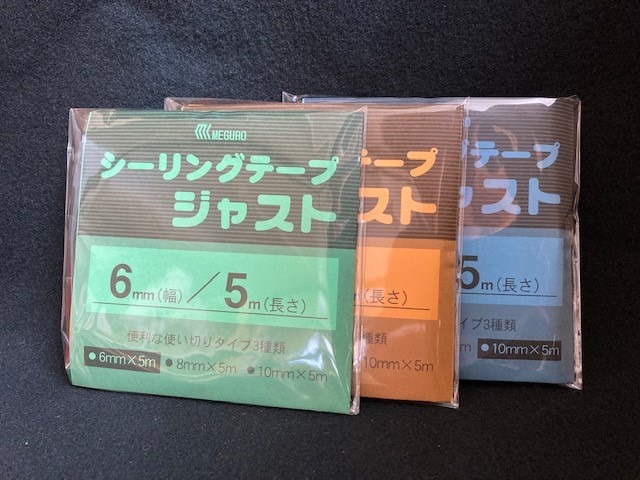 MEGURO
シーリングテープ
ジャスト
6mm(幅)/5m(長さ)
便利な使い切りタイプ3種類
●6mm×5m ●8mm×5m ●10mm×5m
テープ
スト
(長さ)
3種類
10mm×5m
グテープ
ャスト
5m(長さ)
イプ3種類
●10mm×5m